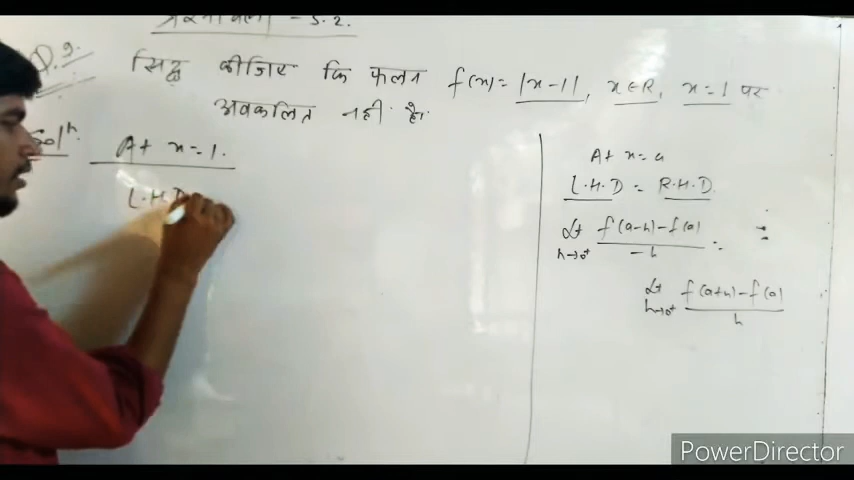 प्रश्नावली - 5.2.
Q.9.
सिद्ध कीजिए कि फलन f(x) = |x-1|, x∈R, x=1 पर
अवकलित नहीं है।
Solⁿ.
At x=1.
L.H.D
At x=a
L.H.D = R.H.D.
Lt h→0⁺ f(a-h)-f(a) / -h =
Lt h→0⁺ f(a+h)-f(a) / h
PowerDirector